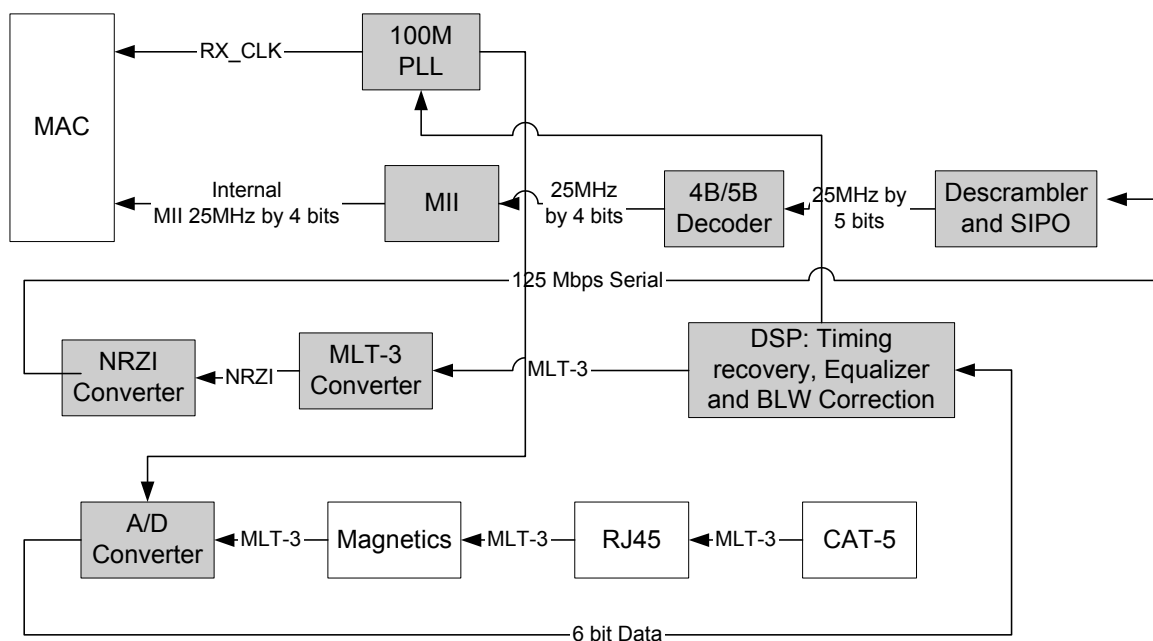 100M
PLL
RX_CLK
MAC
Internal
MII 25MHz by 4 bits
MII
25MHz
by 4 bits
4B/5B
Decoder
25MHz by
5 bits
Descrambler
and SIPO
125 Mbps Serial
NRZI
Converter
NRZI
MLT-3
Converter
MLT-3
DSP: Timing
recovery, Equalizer
and BLW Correction
A/D
Converter
MLT-3
Magnetics
MLT-3
RJ45
MLT-3
CAT-5
6 bit Data